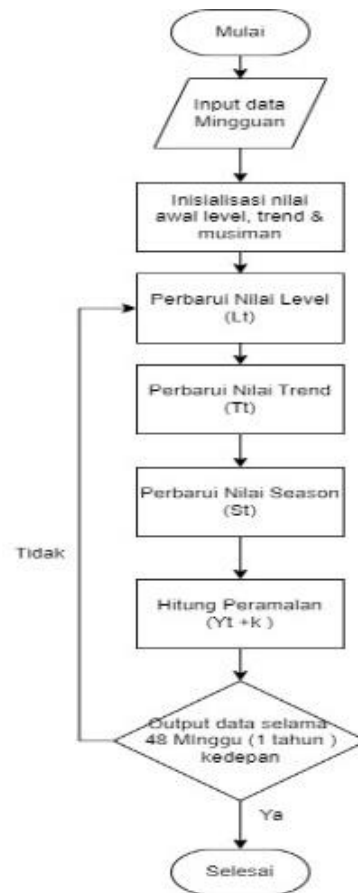 Mulai
Input data
Mingguan
Inisialisasi nilai
awal level, trend &
musiman
Perbarui Nilai Level
(Lt)
Perbarui Nilai Trend
(Tt)
Perbarui Nilai Season
(St)
Tidak
Hitung Peramalan
(Yt +k )
Output data selama
48 Minggu (1 tahun )
kedepan
Ya
Selesai